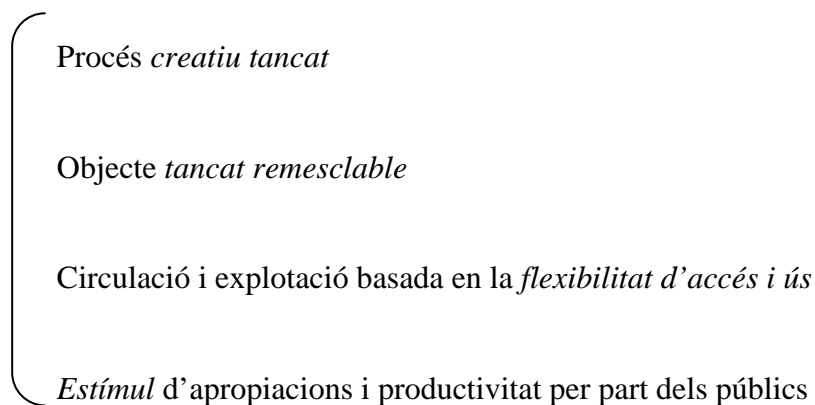 Procés creatiu tancat
Objecte tancat remesclable
Circulació i explotació basada en la flexibilitat d’accés i ús
Estímul d’apropiacions i productivitat per part dels públics